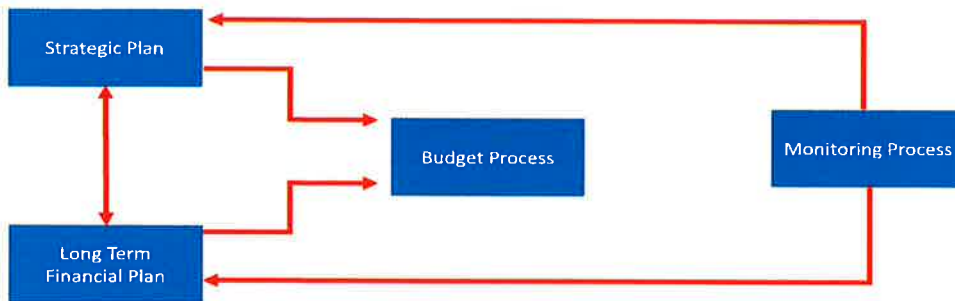 Strategic Plan
Budget Process
Monitoring Process
Long Term
Financial Plan